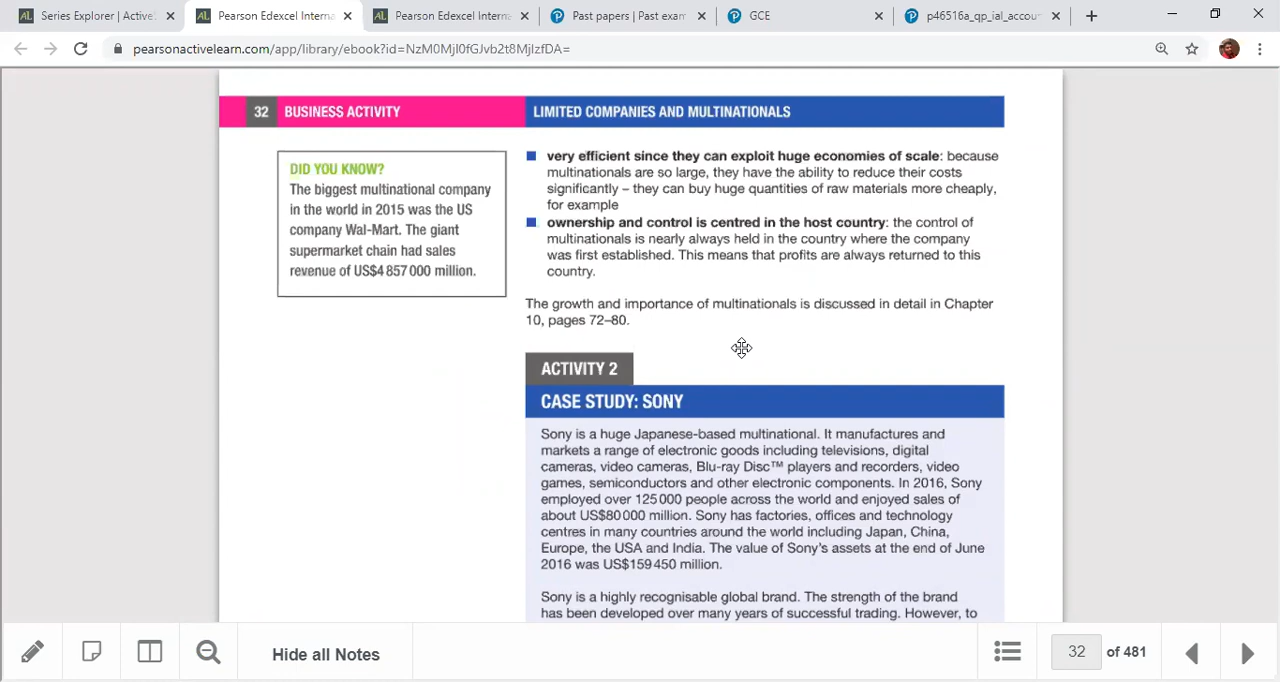 Series Explorer | Active
Pearson Edexcel Interna
Pearson Edexcel Interna
Past papers | Past exam
GCE
p46516a_qp_ial_accou
pearsonactivelearn.com/app/library/ebook?id=NzM0MjI0fGJvb2t8MjIzfDA=
32 BUSINESS ACTIVITY
LIMITED COMPANIES AND MULTINATIONALS
DID YOU KNOW?
The biggest multinational company
in the world in 2015 was the US
company Wal-Mart. The giant
supermarket chain had sales
revenue of US$4 857 000 million.
very efficient since they can exploit huge economies of scale: because
multinationals are so large, they have the ability to reduce their costs
significantly – they can buy huge quantities of raw materials more cheaply,
for example
ownership and control is centred in the host country: the control of
multinationals is nearly always held in the country where the company
was first established. This means that profits are always returned to this
country.
The growth and importance of multinationals is discussed in detail in Chapter
10, pages 72–80.
ACTIVITY 2
CASE STUDY: SONY
Sony is a huge Japanese-based multinational. It manufactures and
markets a range of electronic goods including televisions, digital
cameras, video cameras, Blu-ray Disc™ players and recorders, video
games, semiconductors and other electronic components. In 2016, Sony
employed over 125 000 people across the world and enjoyed sales of
about US$80 000 million. Sony has factories, offices and technology
centres in many countries around the world including Japan, China,
Europe, the USA and India. The value of Sony's assets at the end of June
2016 was US$159 450 million.
Sony is a highly recognisable global brand. The strength of the brand
has been developed over many years of successful trading. However, to
Hide all Notes
32 of 481